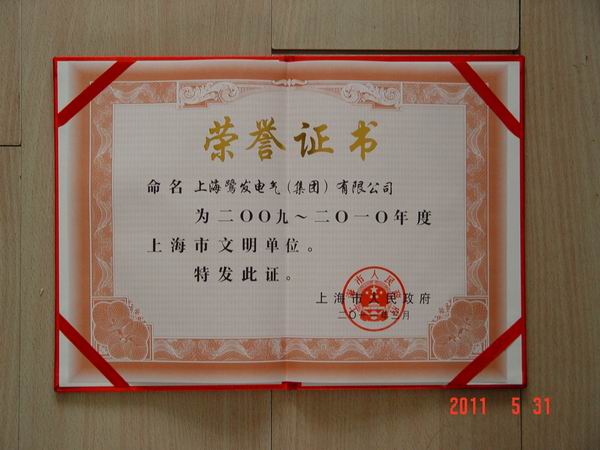 荣誉证书
命名 上海鹭发电气(集团)有限公司
为二〇〇九~二〇一〇年度
上海市文明单位。
特发此证。
上海市人民政府
2011 5 31